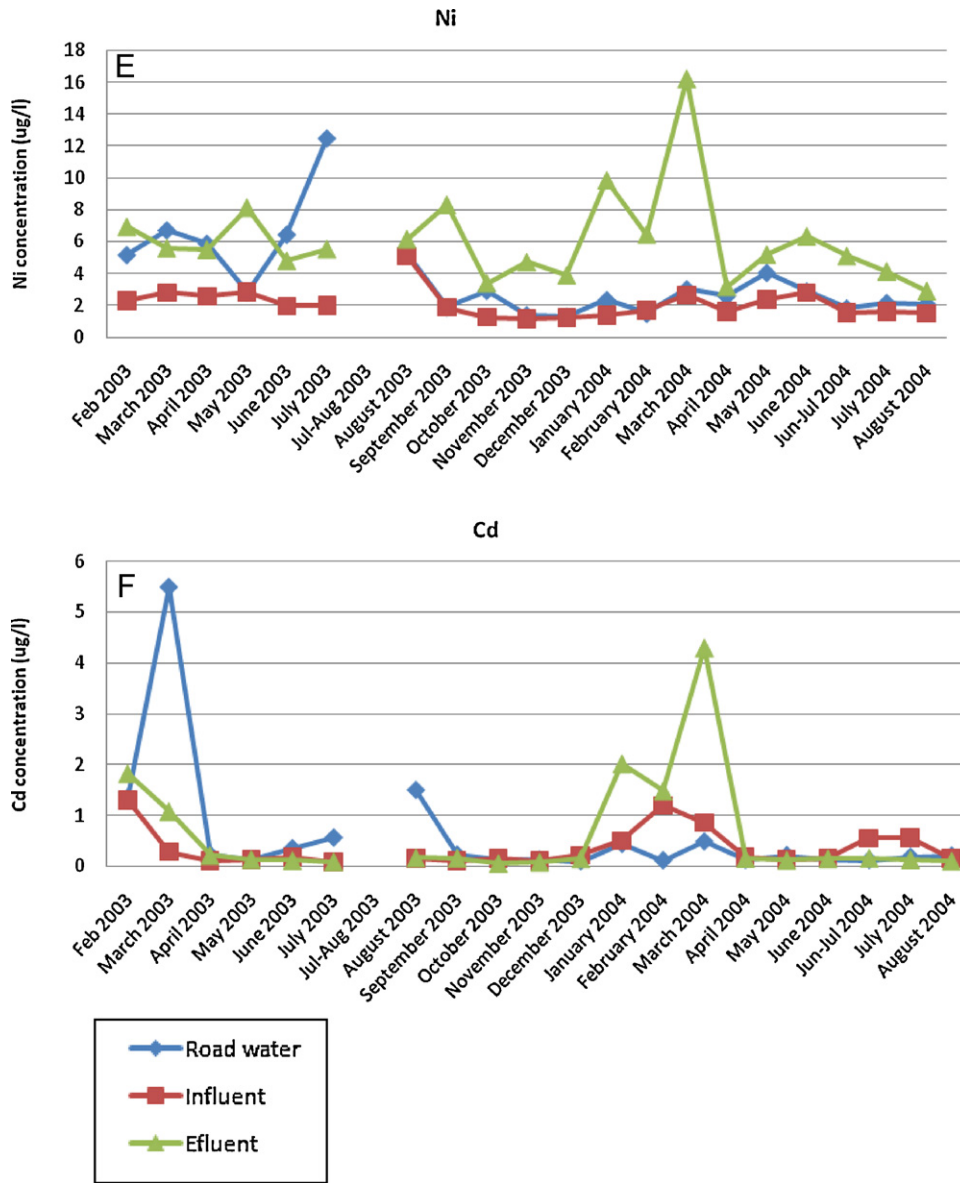 Ni
E
Ni concentration (ug/l)
18
16
14
12
10
8
6
4
2
0
Feb 2003
March 2003
April 2003
May 2003
June 2003
July 2003
Jul-Aug 2003
August 2003
September 2003
October 2003
November 2003
December 2003
January 2004
February 2004
March 2004
April 2004
May 2004
June 2004
Jun-Jul 2004
July 2004
August 2004
Cd
F
Cd concentration (ug/l)
6
5
4
3
2
1
0
Feb 2003
March 2003
April 2003
May 2003
June 2003
July 2003
Jul-Aug 2003
August 2003
September 2003
October 2003
November 2003
December 2003
January 2004
February 2004
March 2004
April 2004
May 2004
June 2004
Jun-Jul 2004
July 2004
August 2004
Road water
Influent
Efluent